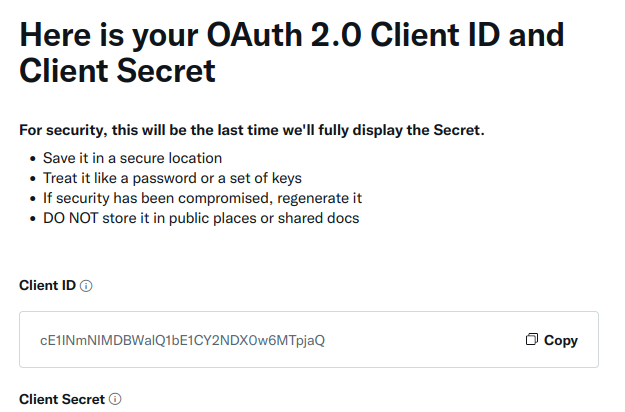 Here is your OAuth 2.0 Client ID and
Client Secret
For security, this will be the last time we'll fully display the Secret.
• Save it in a secure location
• Treat it like a password or a set of keys
• If security has been compromised, regenerate it
• DO NOT store it in public places or shared docs
Client ID
cE1INmNIMDBWalQ1bE1CY2NDX0w6MTpjaQ
Copy
Client Secret